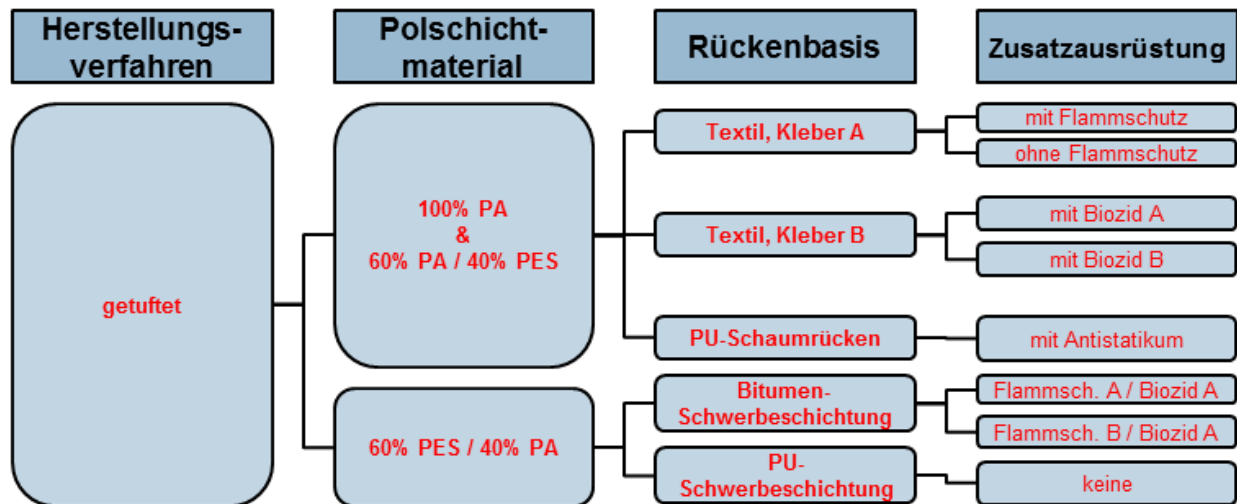 Herstellungs-
verfahren
Polschicht-
material
Rückenbasis
Zusatzausrüstung
getuftet
100% PA
&
60% PA / 40% PES
60% PES / 40% PA
Textil, Kleber A
Textil, Kleber B
PU-Schaumrücken
Bitumen-
Schwerbeschichtung
PU-
Schwerbeschichtung
mit Flammschutz
ohne Flammschutz
mit Biozid A
mit Biozid B
mit Antistatikum
Flammsch. A / Biozid A
Flammsch. B / Biozid A
keine